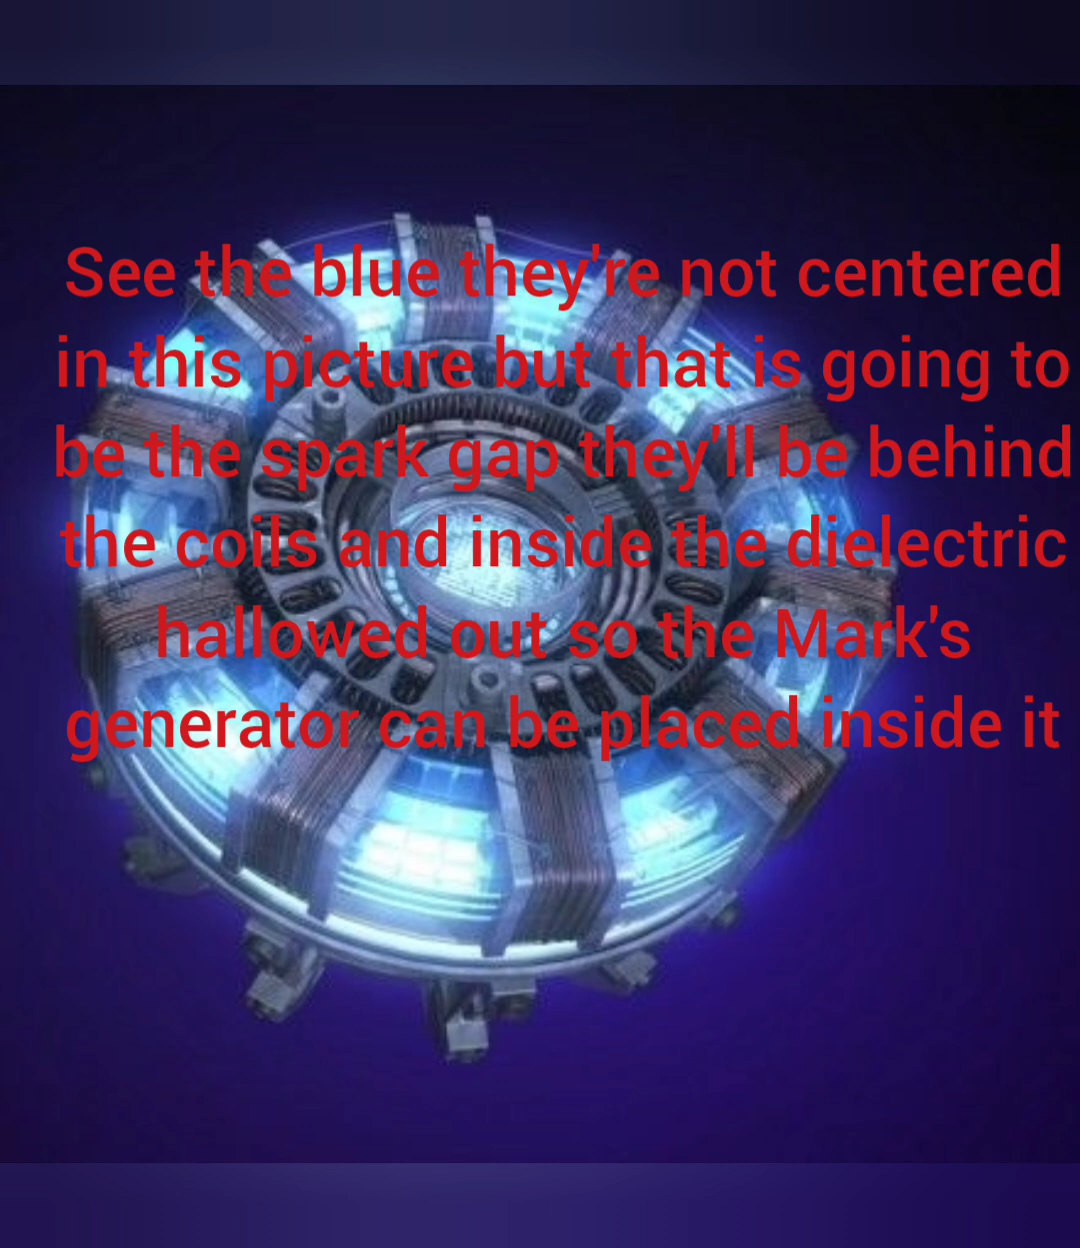 See the blue they're not centered
in this picture but that is going to
be the spark gap they'll be behind
the coils and inside the dielectric
hallowed out so the Mark's
generator can be placed inside it